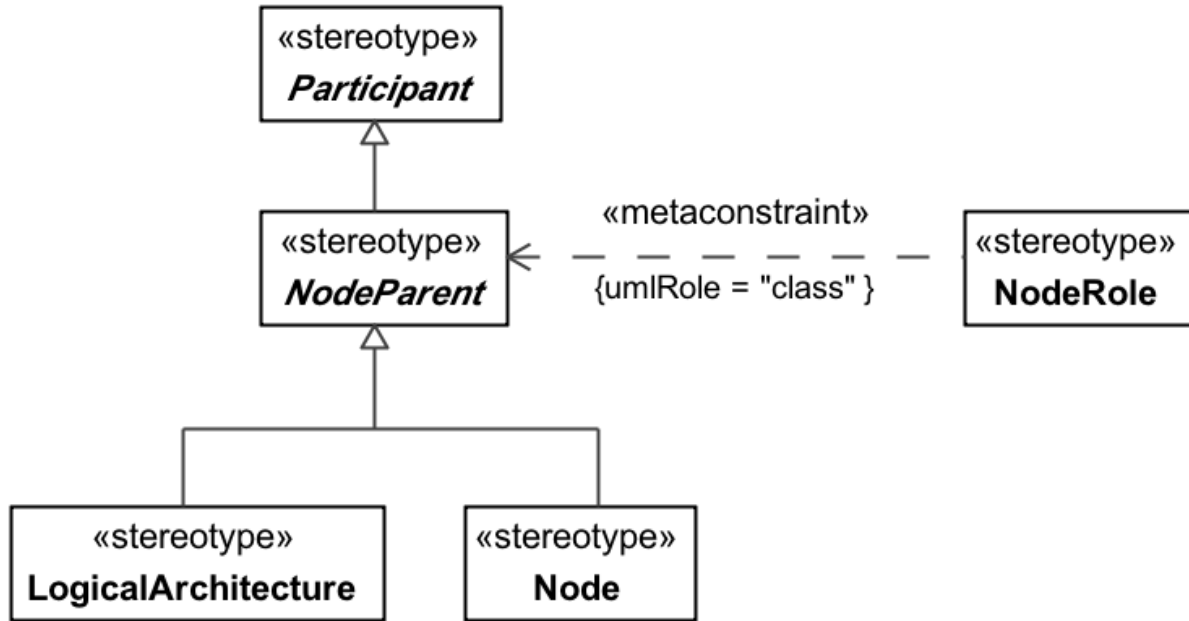 «stereotype»
Participant
«stereotype»
NodeParent
«metaconstraint»
{umlRole = "class" }
«stereotype»
NodeRole
«stereotype»
LogicalArchitecture
«stereotype»
Node